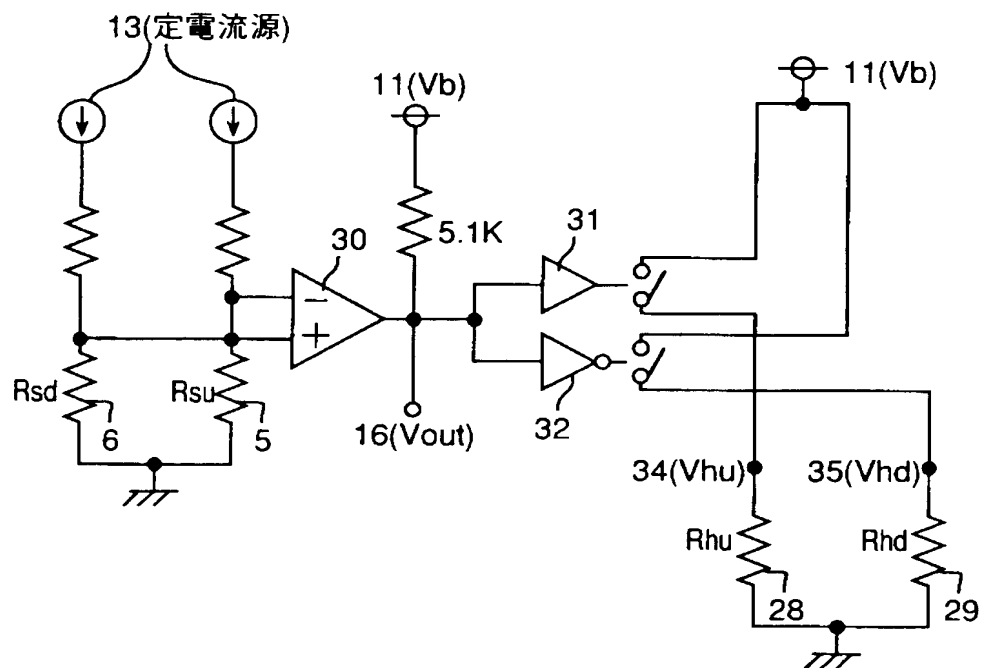 13(定電流源)
11(Vb)
11(Vb)
5.1K
30
31
−
+
Rsd
6
Rsu
5
16(Vout)
32
34(Vhu)
35(Vhd)
Rhu
28
Rhd
29